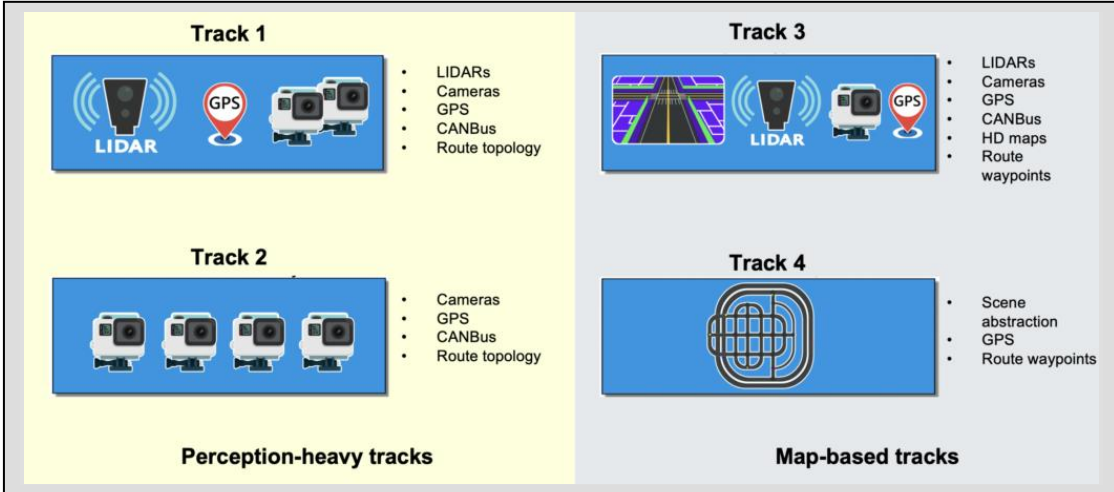 Track 1
LIDAR
GPS
• LIDARs
• Cameras
• GPS
• CANBus
• Route topology
Track 2
• Cameras
• GPS
• CANBus
• Route topology
Perception-heavy tracks
Track 3
LIDAR
GPS
• LIDARs
• Cameras
• GPS
• CANBus
• HD maps
• Route
waypoints
Track 4
• Scene
abstraction
• GPS
• Route waypoints
Map-based tracks